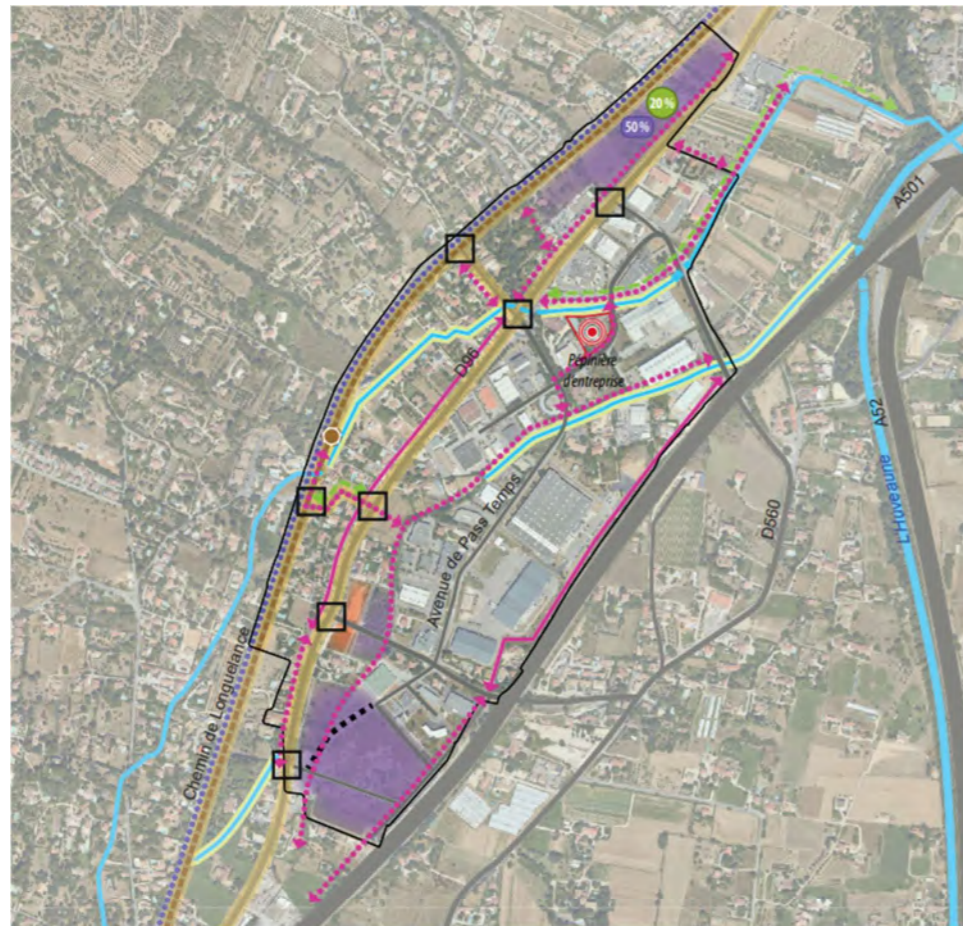 20 %
50 %
A501
D96
Pépinière
d'entreprise
A52
L'Huveaune
Avenue de Pass Temps
D560
Chemin de Longuelance